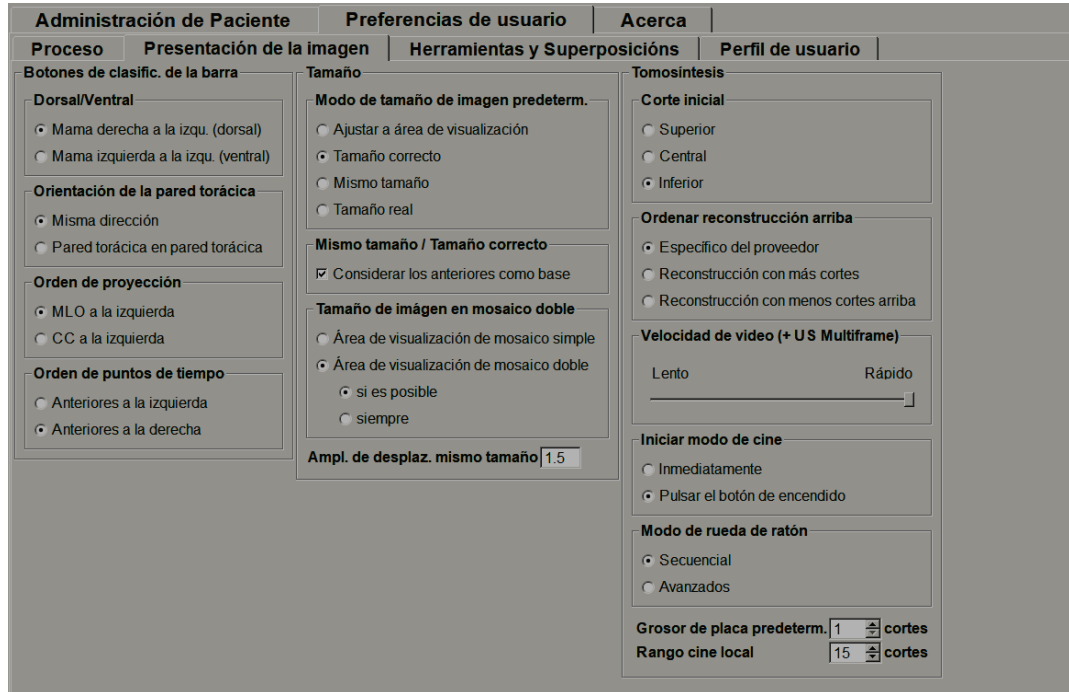 Administración de Paciente
Preferencias de usuario
Acerca
Proceso
Presentación de la imagen
Herramientas y Superposicións
Perfil de usuario
Botones de clasific. de la barra
Dorsal/Ventral
Mama derecha a la izqu. (dorsal)
Mama izquierda a la izqu. (ventral)
Orientación de la pared torácica
Misma dirección
Pared torácica en pared torácica
Orden de proyección
MLO a la izquierda
CC a la izquierda
Orden de puntos de tiempo
Anteriores a la izquierda
Anteriores a la derecha
Tamaño
Modo de tamaño de imagen predeterm.
Ajustar a área de visualización
Tamaño correcto
Mismo tamaño
Tamaño real
Mismo tamaño / Tamaño correcto
Considerar los anteriores como base
Tamaño de imágen en mosaico doble
Área de visualización de mosaico simple
Área de visualización de mosaico doble
si es posible
siempre
Ampl. de desplaz. mismo tamaño 1.5
Tomosíntesis
Corte inicial
Superior
Central
Inferior
Ordenar reconstrucción arriba
Específico del proveedor
Reconstrucción con más cortes
Reconstrucción con menos cortes arriba
Velocidad de video (+ US Multiframe)
Lento Rápido
Iniciar modo de cine
Inmediatamente
Pulsar el botón de encendido
Modo de rueda de ratón
Secuencial
Avanzados
Grosor de placa predeterm. 1 cortes
Rango cine local 15 cortes